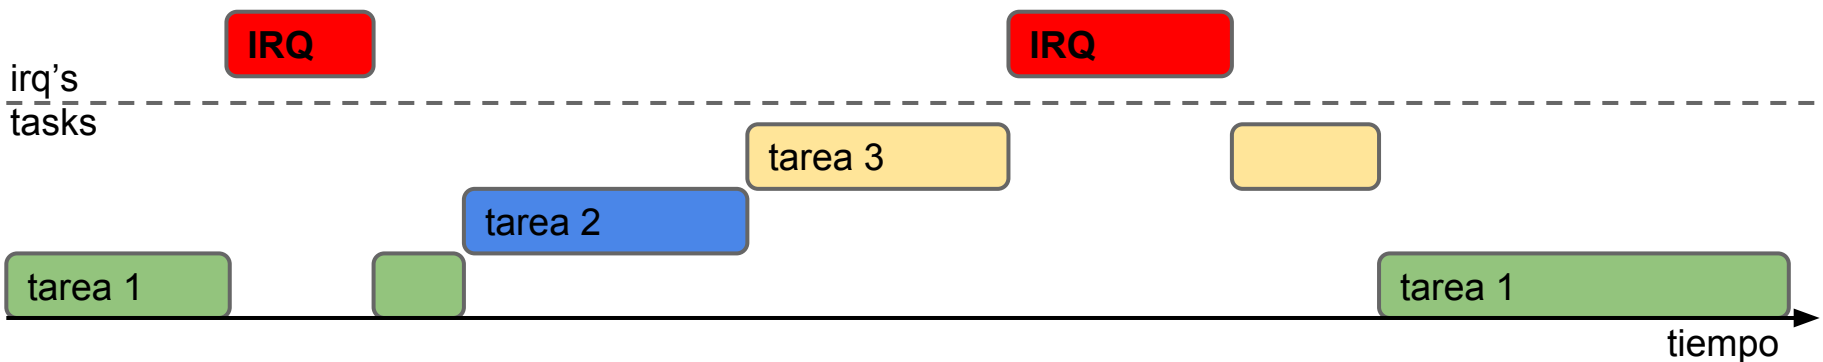 IRQ
IRQ
irq's
tasks
tarea 3
tarea 2
tarea 1
tarea 1
tiempo